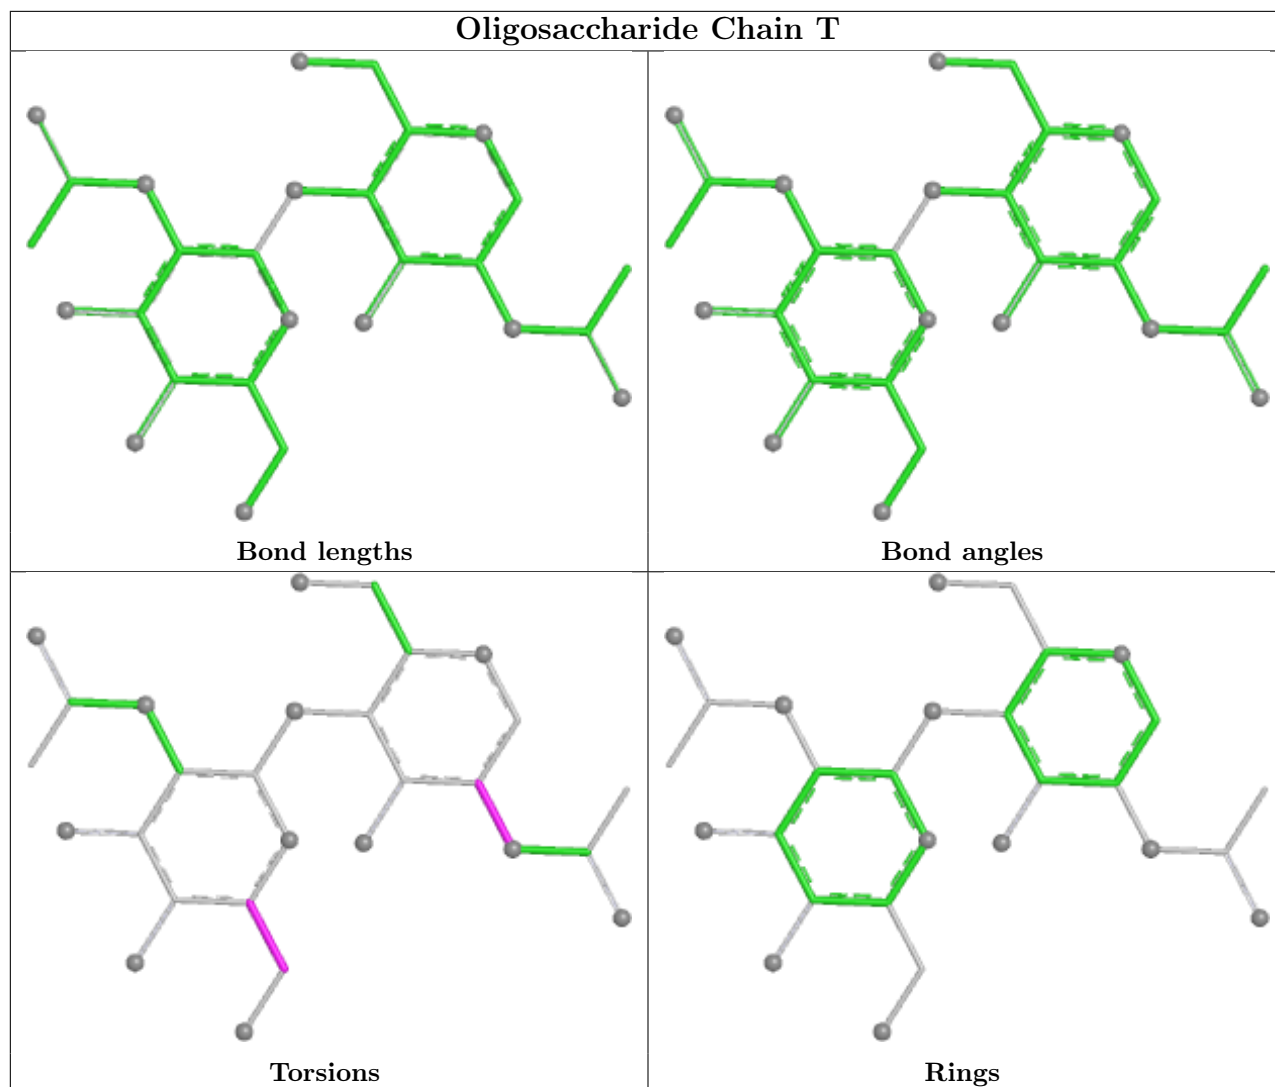 Oligosaccharide Chain T
Bond lengths
Bond angles
Torsions
Rings